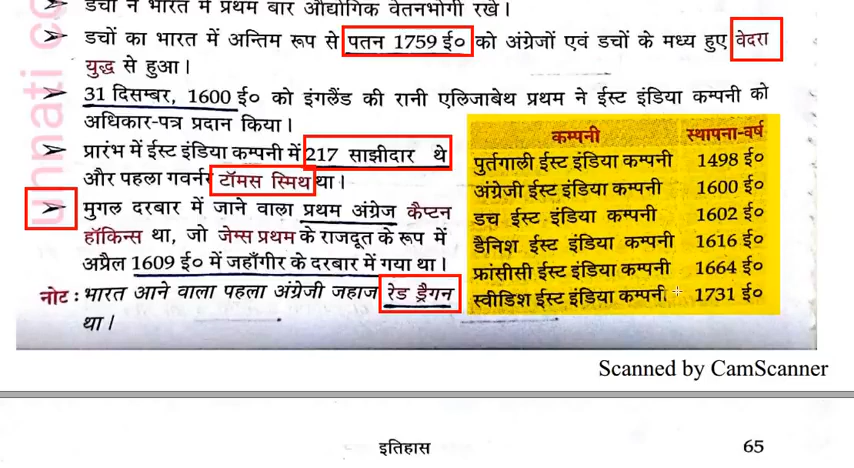 डचों ने भारत में प्रथम बार औद्योगिक वेतनभोगी रखे।
डचों का भारत में अन्तिम रूप से पतन 1759 ई० को अंग्रेजों एवं डचों के मध्य हुए वेदरा
युद्ध से हुआ।
31 दिसम्बर, 1600 ई० को इंगलैंड की रानी एलिजाबेथ प्रथम ने ईस्ट इंडिया कम्पनी को
अधिकार-पत्र प्रदान किया।
प्रारंभ में ईस्ट इंडिया कम्पनी में 217 साझीदार थे
और पहला गवर्नर टॉमस स्मिथ था।
मुगल दरबार में जाने वाला प्रथम अंग्रेज कैप्टन
हॉकिन्स था, जो जेम्स प्रथम के राजदूत के रूप में
अप्रैल 1609 ई० में जहाँगीर के दरबार में गया था।
नोट : भारत आने वाला पहला अंग्रेजी जहाज रेड ड्रैगन
था।
कम्पनी स्थापना-वर्ष
पुर्तगाली ईस्ट इंडिया कम्पनी 1498 ई०
अंग्रेजी ईस्ट इंडिया कम्पनी 1600 ई०
डच ईस्ट इंडिया कम्पनी 1602 ई०
डैनिश ईस्ट इंडिया कम्पनी 1616 ई०
फ्रांसीसी ईस्ट इंडिया कम्पनी 1664 ई०
स्वीडिश ईस्ट इंडिया कम्पनी 1731 ई०
unnati co
Scanned by CamScanner
इतिहास 65